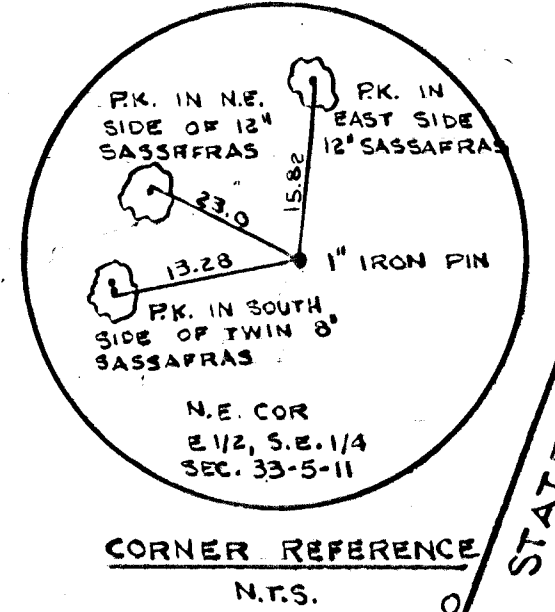 P.K. IN N.E.
SIDE OF 12"
SASSAFRAS
P.K. IN
EAST SIDE
12" SASSAFRAS
15.82
23.0
13.28
1" IRON PIN
P.K. IN SOUTH
SIDE OF TWIN 8"
SASSAFRAS
N.E. COR
E 1/2, S.E. 1/4
SEC. 33-5-11
CORNER REFERENCE
N.T.S.
STATE